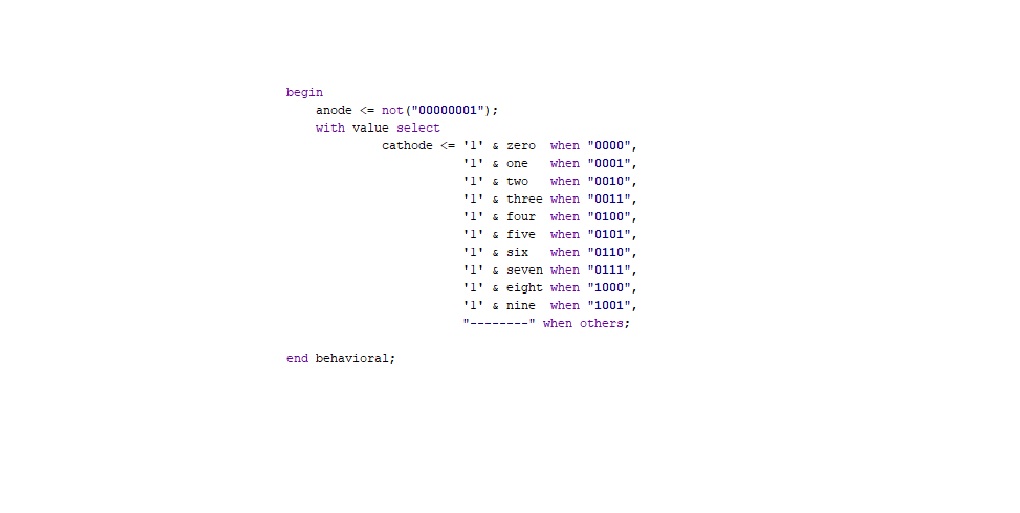 begin
anode <= not("00000001");
with value select
cathode <= '1' & zero when "0000",
'1' & one when "0001",
'1' & two when "0010",
'1' & three when "0011",
'1' & four when "0100",
'1' & five when "0101",
'1' & six when "0110",
'1' & seven when "0111",
'1' & eight when "1000",
'1' & nine when "1001",
"--------" when others;
end behavioral;